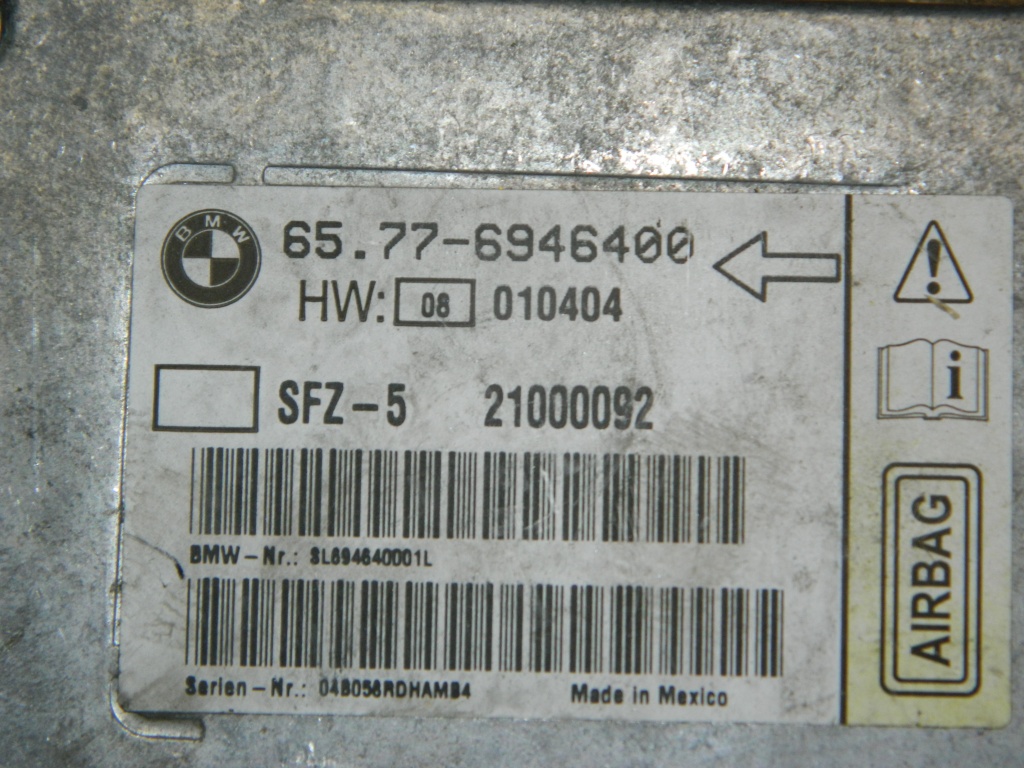 BMW
65.77-6946400
HW: 08 010404
SFZ-5 21000092
BMW-Nr.: SL694640001L
Serien-Nr.:
Made in Mexico
i
AIRBAG